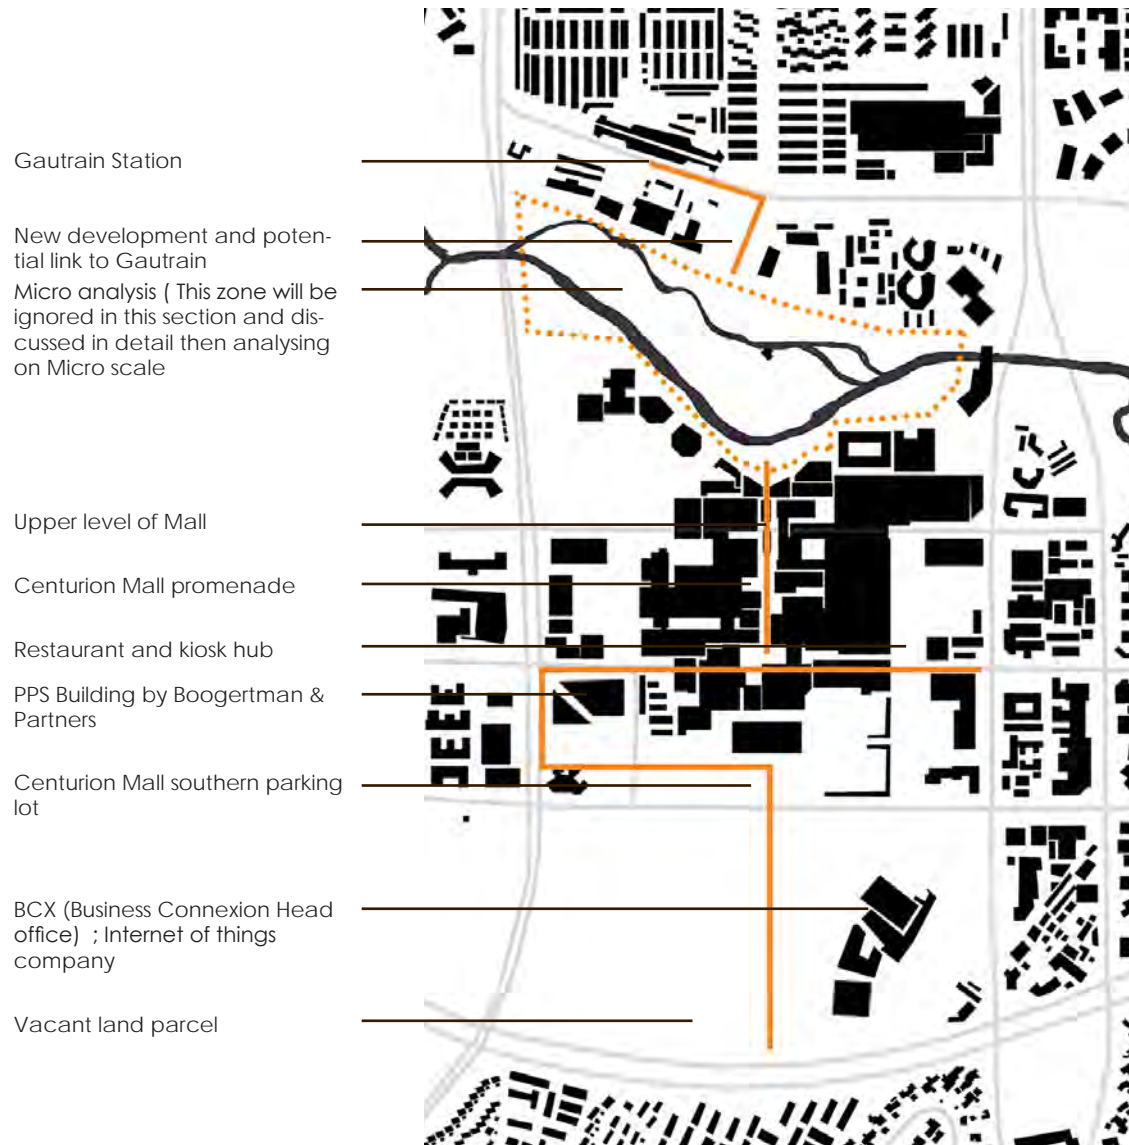 Gautrain Station
New development and poten-
tial link to Gautrain
Micro analysis ( This zone will be
ignored in this section and dis-
cussed in detail then analysing
on Micro scale
Upper level of Mall
Centurion Mall promenade
Restaurant and kiosk hub
PPS Building by Boogertman &
Partners
Centurion Mall southern parking
lot
BCX (Business Connexion Head
office)  ; Internet of things
company
Vacant land parcel